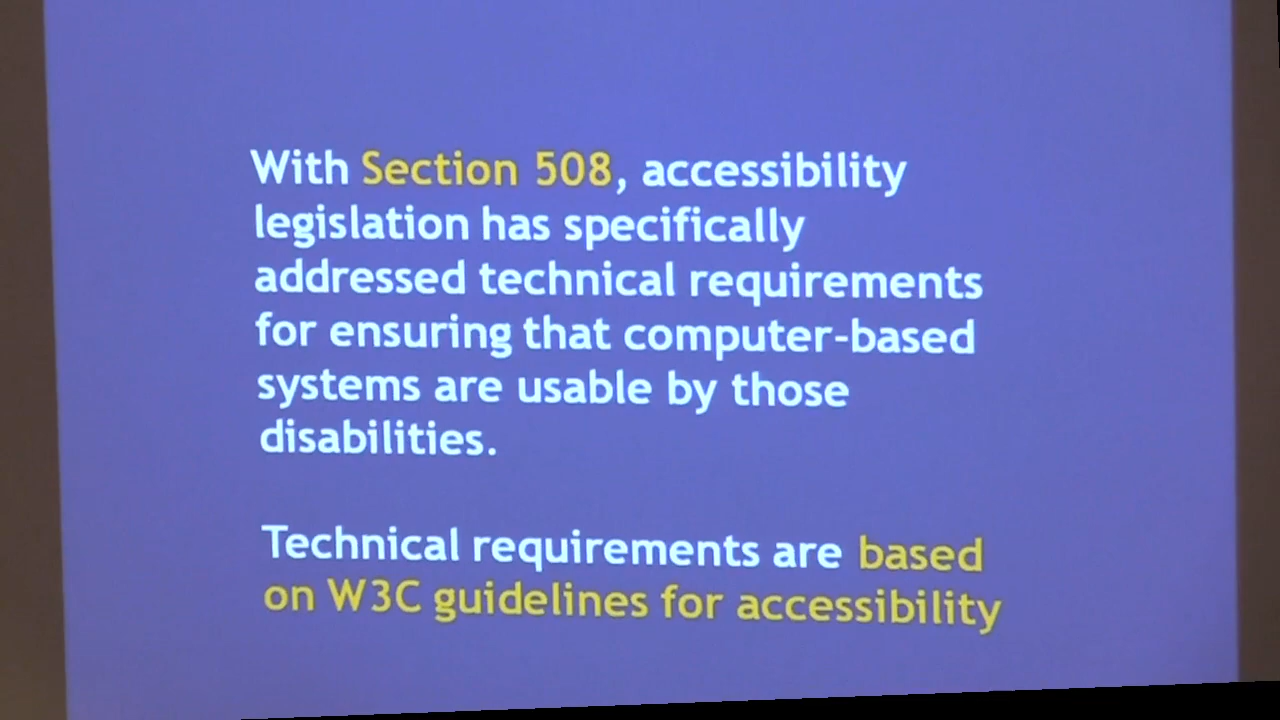 With Section 508, accessibility
legislation has specifically
addressed technical requirements
for ensuring that computer-based
systems are usable by those
disabilities.
Technical requirements are based
on W3C guidelines for accessibility